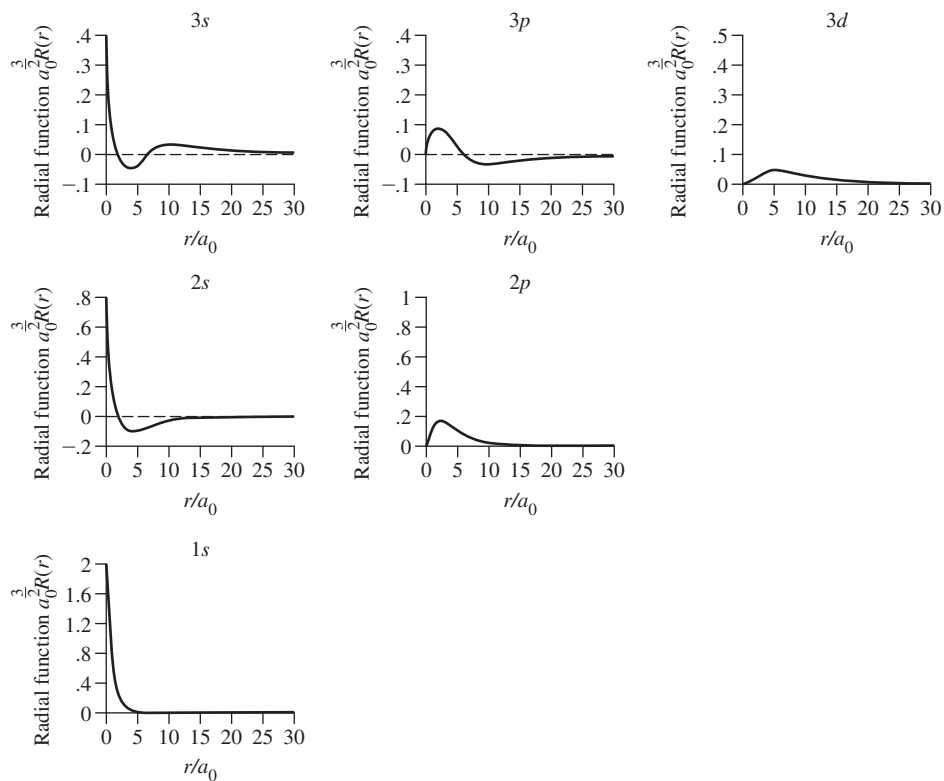 3s
Radial function a₀^(3/2)R(r)
.4
.3
.2
.1
0
−.1
0 5 10 15 20 25 30
r/a₀
3p
Radial function a₀^(3/2)R(r)
.4
.3
.2
.1
0
−.1
0 5 10 15 20 25 30
r/a₀
3d
Radial function a₀^(3/2)R(r)
.5
.4
.3
.2
.1
0
0 5 10 15 20 25 30
r/a₀
2s
Radial function a₀^(3/2)R(r)
.8
.6
.4
.2
0
−.2
0 5 10 15 20 25 30
r/a₀
2p
Radial function a₀^(3/2)R(r)
1
.8
.6
.4
.2
0
0 5 10 15 20 25 30
r/a₀
1s
Radial function a₀^(3/2)R(r)
2
1.6
1.2
.8
.4
0
0 5 10 15 20 25 30
r/a₀